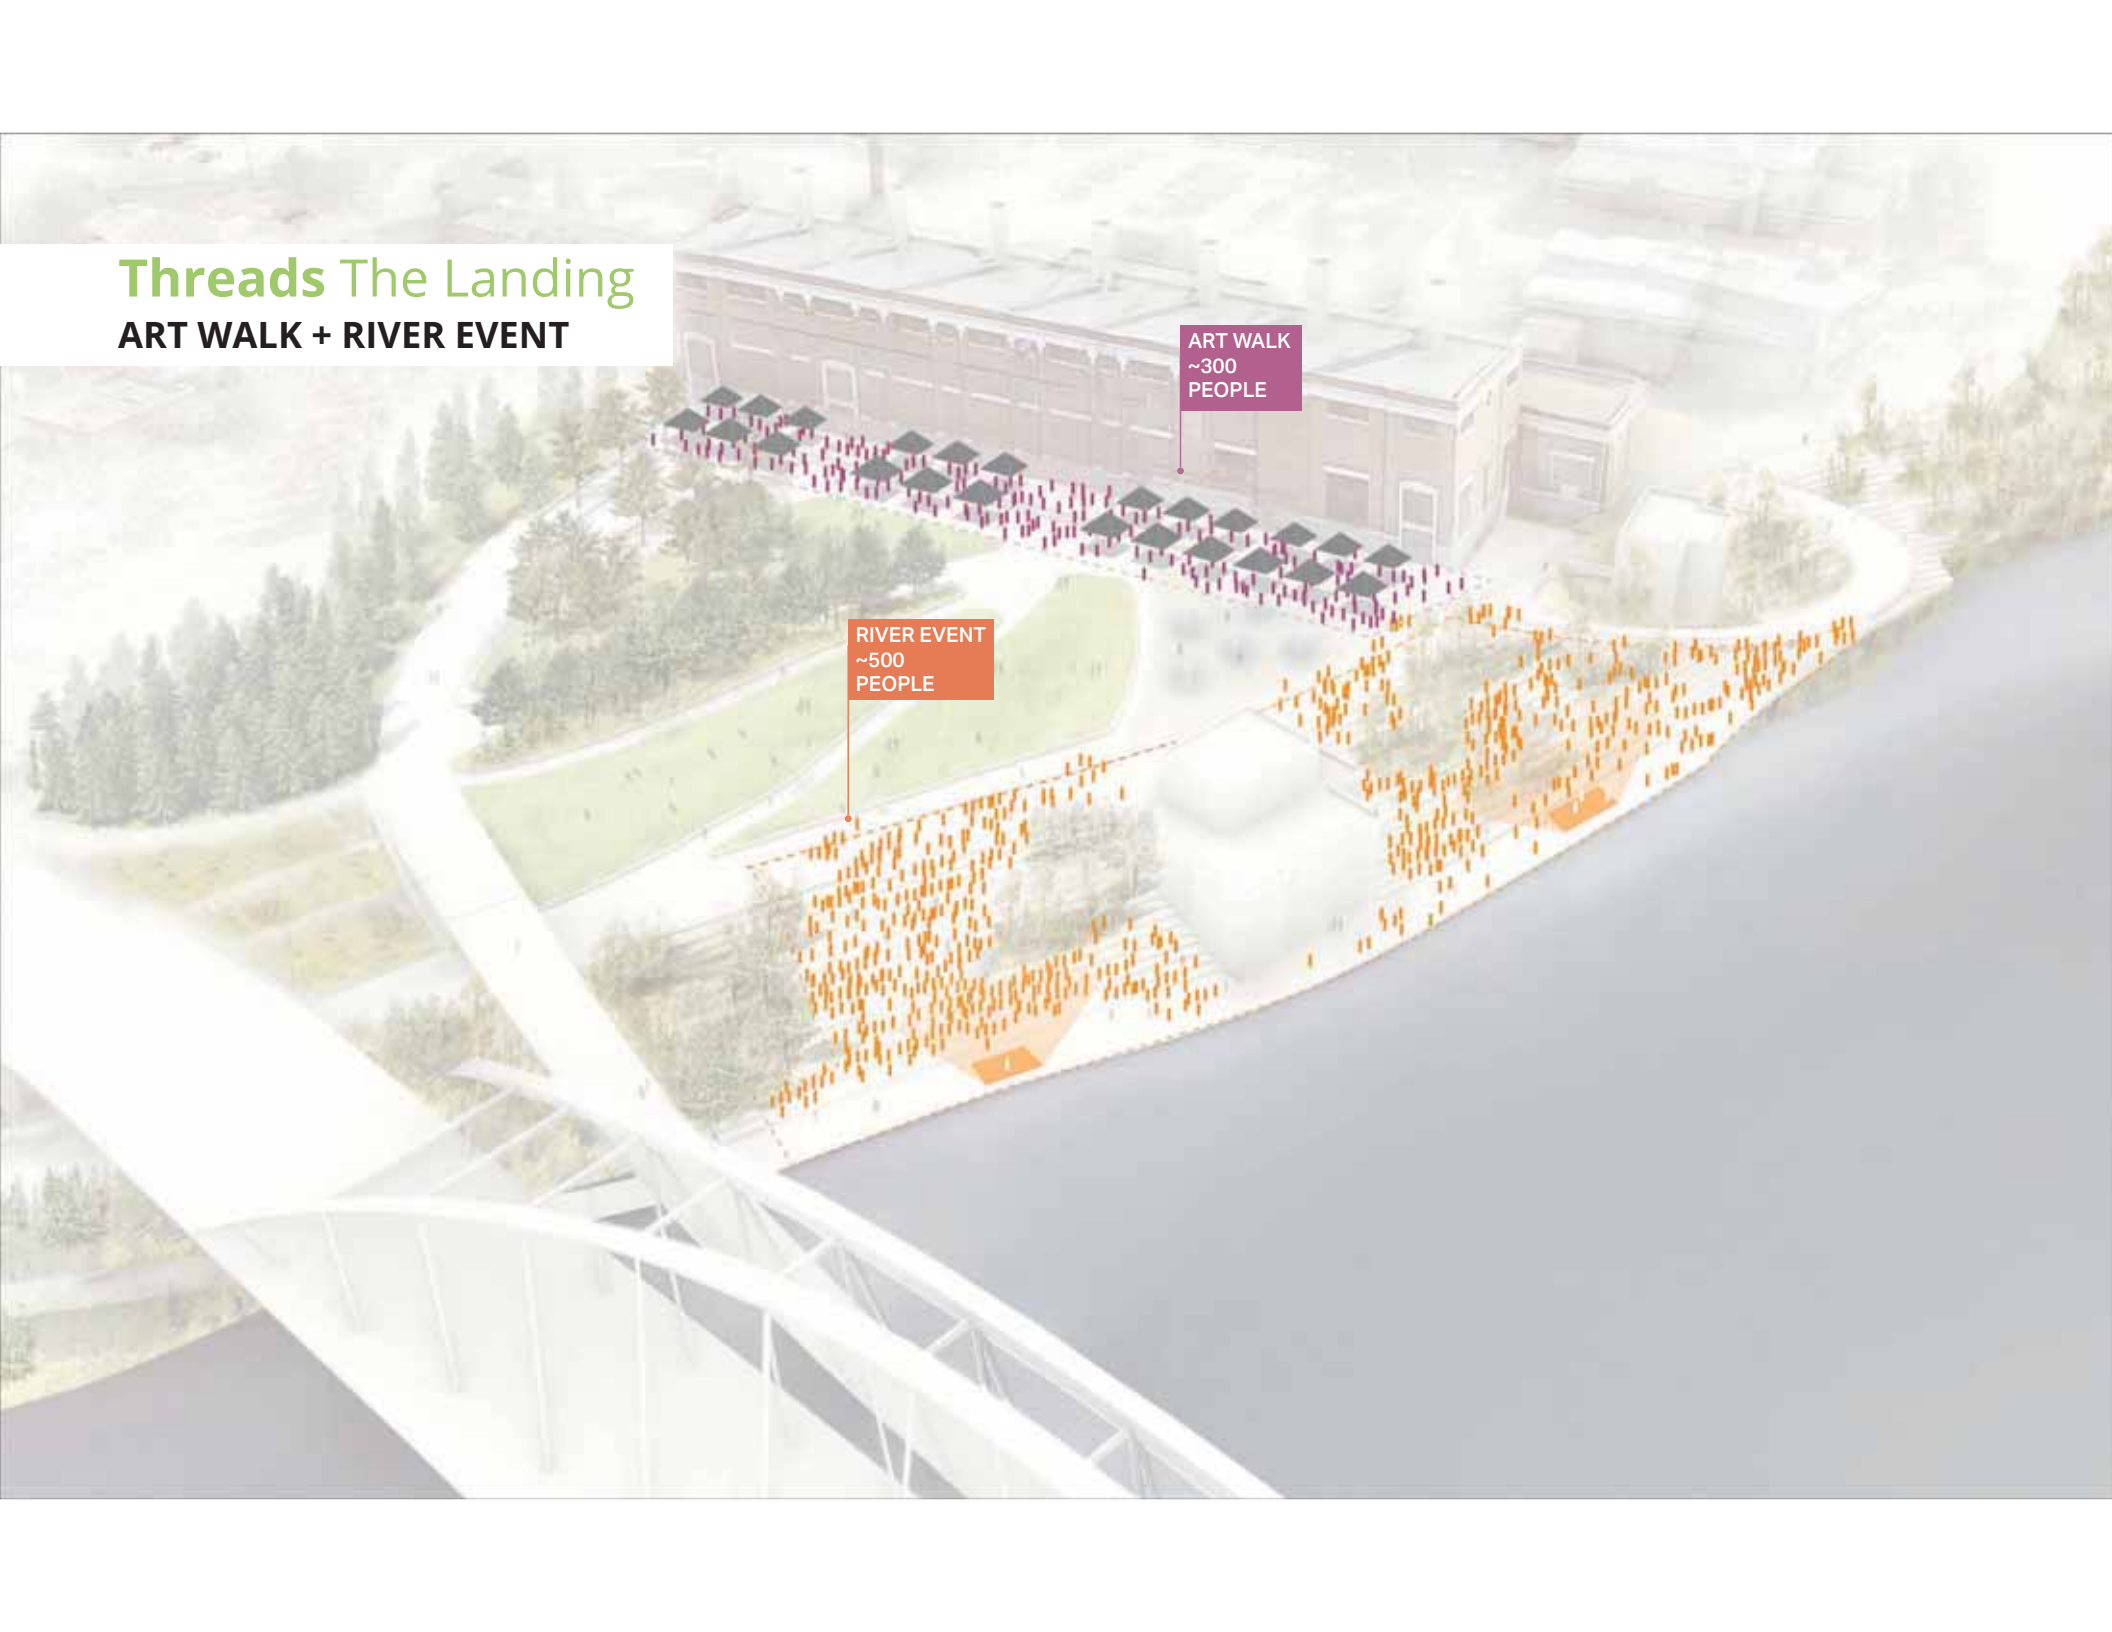 Threads The Landing
ART WALK + RIVER EVENT
ART WALK
~300
PEOPLE
RIVER EVENT
~500
PEOPLE